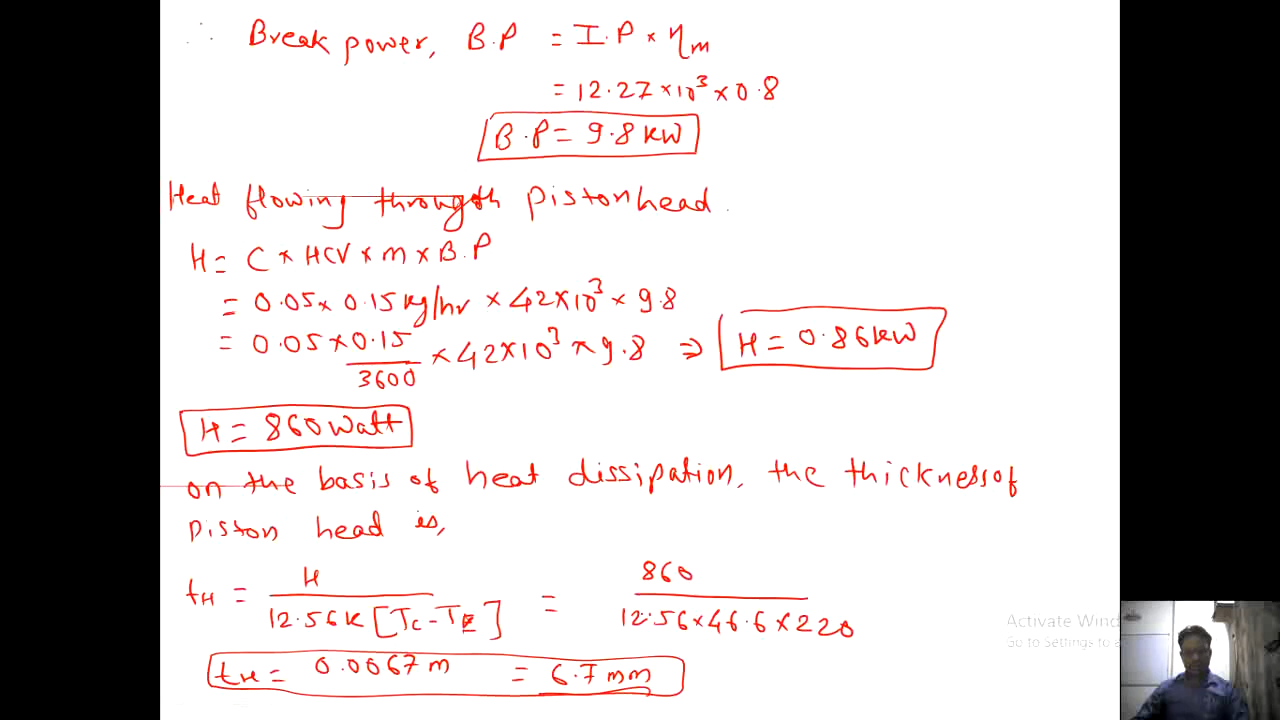 ∴ Break power, B.P = I.P × ηm
= 12.27 × 10³ × 0.8
B.P = 9.8 kW
Heat flowing through piston head.
H = C × HCV × m × B.P
= 0.05 × 0.15 kg/hr × 42 × 10³ × 9.8
= 0.05 × 0.15/3600 × 42 × 10³ × 9.8 ⇒ H = 0.86 kW
H = 860 Watt
on the basis of heat dissipation, the thickness of
piston head is,
tH = H/12.56K[Tc - TE] = 860/12.56 × 46.6 × 220
tH = 0.0067 m = 6.7 mm
Activate Wind
Go to Settings to a